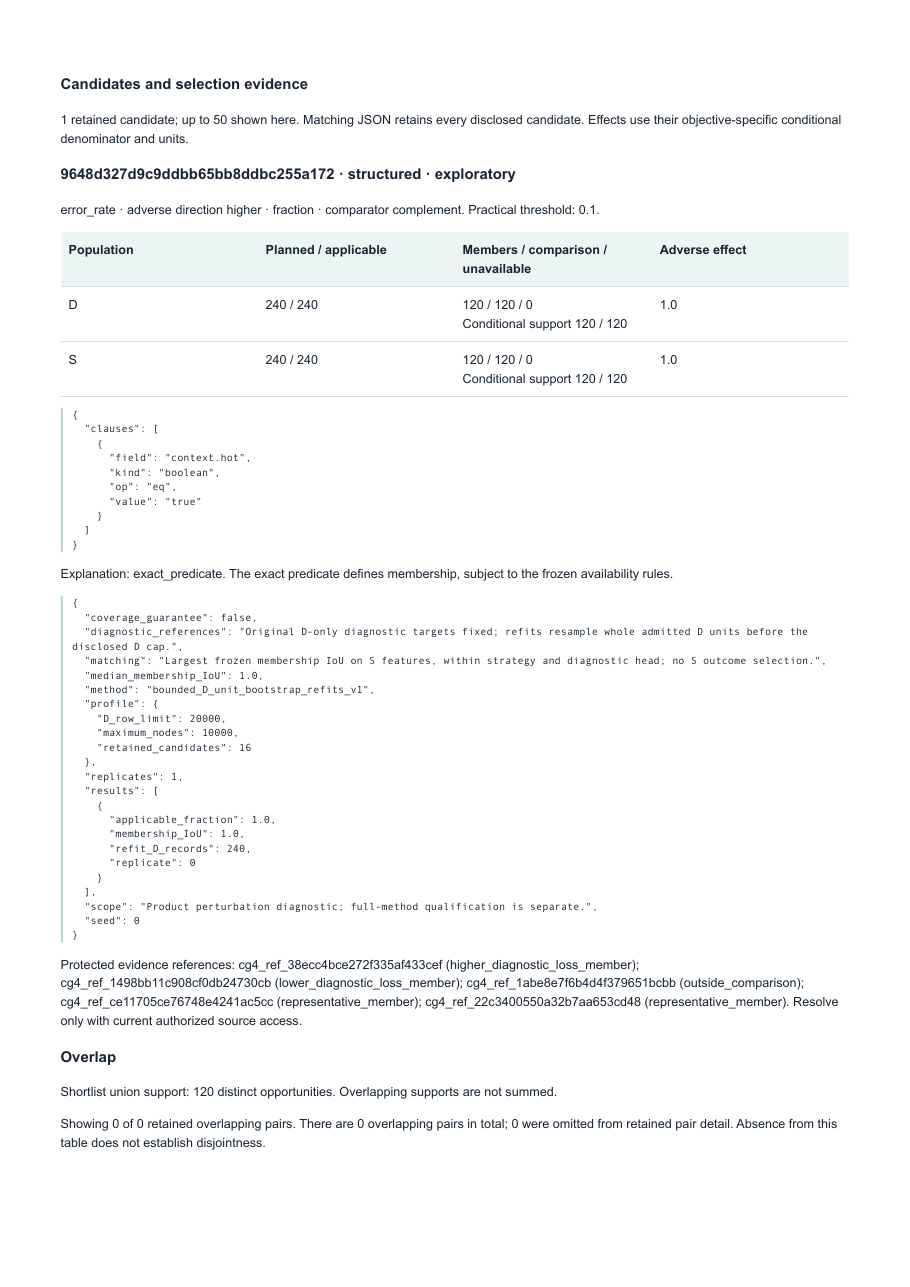 Candidates and selection evidence
1 retained candidate; up to 50 shown here. Matching JSON retains every disclosed candidate. Effects use their objective-specific conditional
denominator and units.
9648d327d9c9ddbb65bb8ddbc255a172 · structured · exploratory
error_rate · adverse direction higher · fraction · comparator complement. Practical threshold: 0.1.
Population Planned / applicable Members / comparison / unavailable Adverse effect
D 240 / 240 120 / 120 / 0 1.0
Conditional support 120 / 120
S 240 / 240 120 / 120 / 0 1.0
Conditional support 120 / 120
{
  "clauses": [
    {
      "field": "context.hot",
      "kind": "boolean",
      "op": "eq",
      "value": "true"
    }
  ]
}
Explanation: exact_predicate. The exact predicate defines membership, subject to the frozen availability rules.
{
  "coverage_guarantee": false,
  "diagnostic_references": "Original D-only diagnostic targets fixed; refits resample whole admitted D units before the
disclosed D cap.",
  "matching": "Largest frozen membership IoU on S features, within strategy and diagnostic head; no S outcome selection.",
  "median_membership_IoU": 1.0,
  "method": "bounded_D_unit_bootstrap_refits_v1",
  "profile": {
    "D_row_limit": 20000,
    "maximum_nodes": 10000,
    "retained_candidates": 16
  },
  "replicates": 1,
  "results": [
    {
      "applicable_fraction": 1.0,
      "membership_IoU": 1.0,
      "refit_D_records": 240,
      "replicate": 0
    }
  ],
  "scope": "Product perturbation diagnostic; full-method qualification is separate.",
  "seed": 0
}
Protected evidence references: cg4_ref_38ecc4bce272f335af433cef (higher_diagnostic_loss_member);
cg4_ref_1498bb11c908cf0db24730cb (lower_diagnostic_loss_member); cg4_ref_1abe8e7f6b4d4f379651bcbb (outside_comparison);
cg4_ref_ce11705ce76748e4241ac5cc (representative_member); cg4_ref_22c3400550a32b7aa653cd48 (representative_member). Resolve
only with current authorized source access.
Overlap
Shortlist union support: 120 distinct opportunities. Overlapping supports are not summed.
Showing 0 of 0 retained overlapping pairs. There are 0 overlapping pairs in total; 0 were omitted from retained pair detail. Absence from this
table does not establish disjointness.